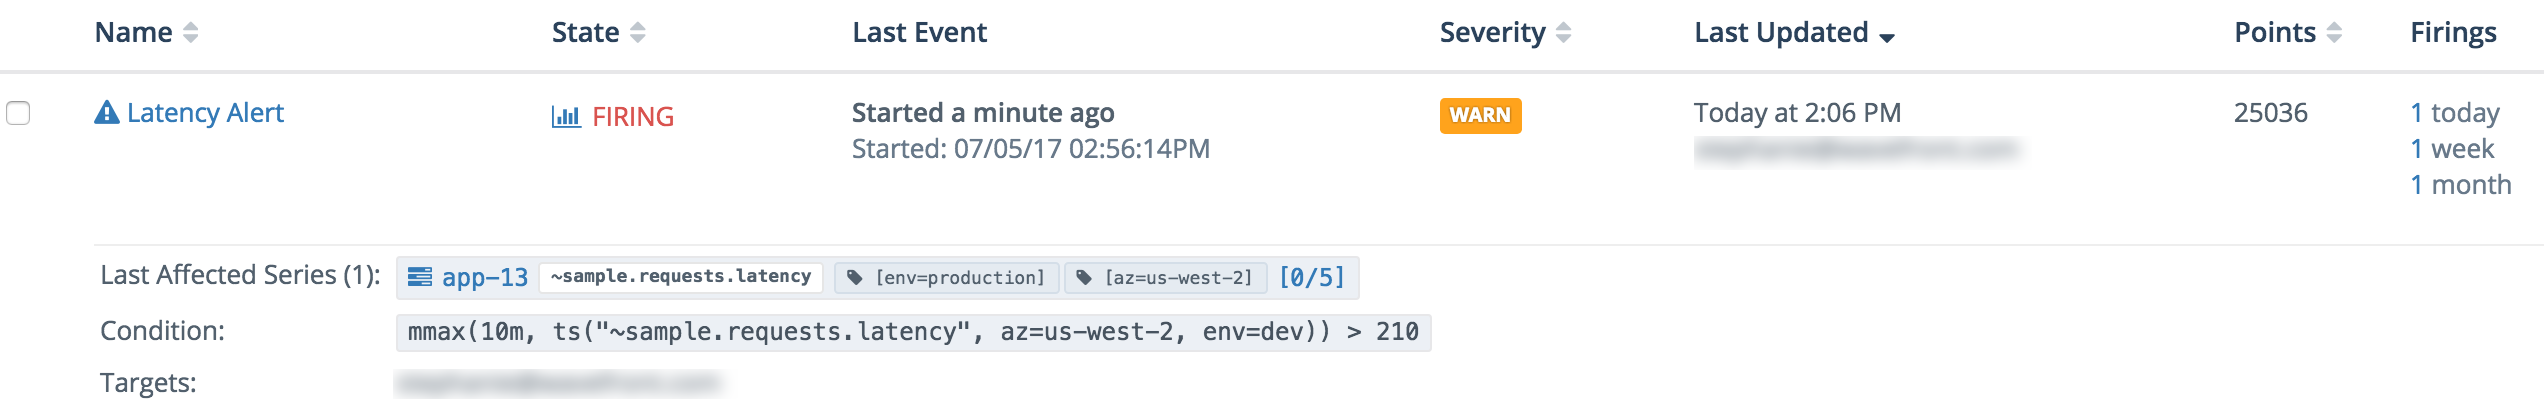 Name State Last Event Severity Last Updated Points Firings
Latency Alert FIRING Started a minute ago WARN Today at 2:06 PM 25036 1 today
Started: 07/05/17 02:56:14PM 1 week
1 month
Last Affected Series (1): app-13 ~sample.requests.latency [env=production] [az=us-west-2] [0/5]
Condition: mmax(10m, ts("~sample.requests.latency", az=us-west-2, env=dev)) > 210
Targets: